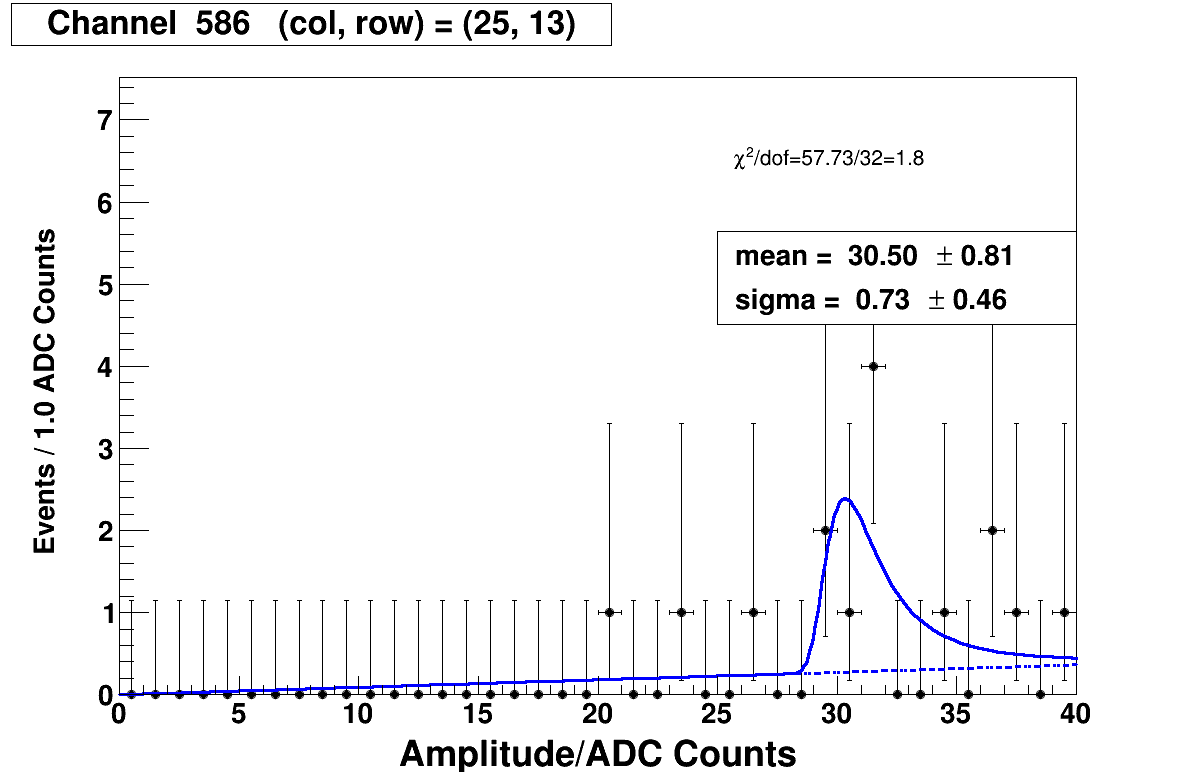 Channel 586 (col, row) = (25, 13)
7
6
5
4
3
2
1
0
Events / 1.0 ADC Counts
χ²/dof=57.73/32=1.8
mean = 30.50 ± 0.81
sigma = 0.73 ± 0.46
0 5 10 15 20 25 30 35 40
Amplitude/ADC Counts